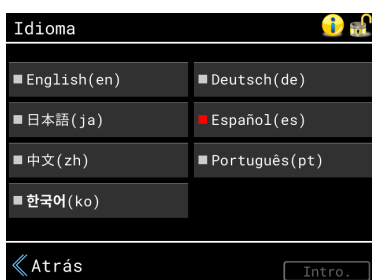 Idioma
English(en)
Deutsch(de)
日本語(ja)
Español(es)
中文(zh)
Português(pt)
한국어(ko)
Atrás
Intro.